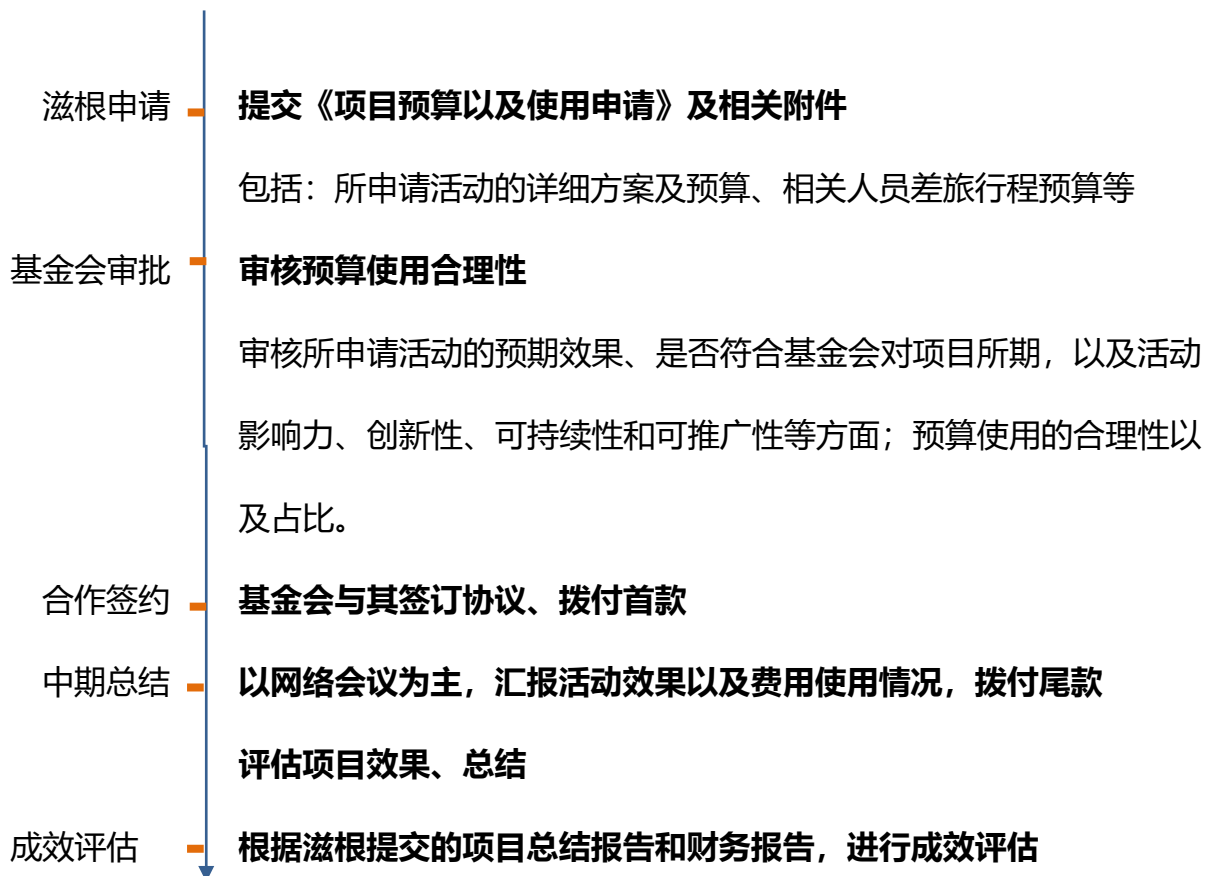 滋根申请 提交《项目预算以及使用申请》及相关附件
包括：所申请活动的详细方案及预算、相关人员差旅行程预算等
基金会审批 审核预算使用合理性
审核所申请活动的预期效果、是否符合基金会对项目所期，以及活动
影响力、创新性、可持续性和可推广性等方面；预算使用的合理性以
及占比。
合作签约 基金会与其签订协议、拨付首款
中期总结 以网络会议为主，汇报活动效果以及费用使用情况，拨付尾款
评估项目效果、总结
成效评估 根据滋根提交的项目总结报告和财务报告，进行成效评估